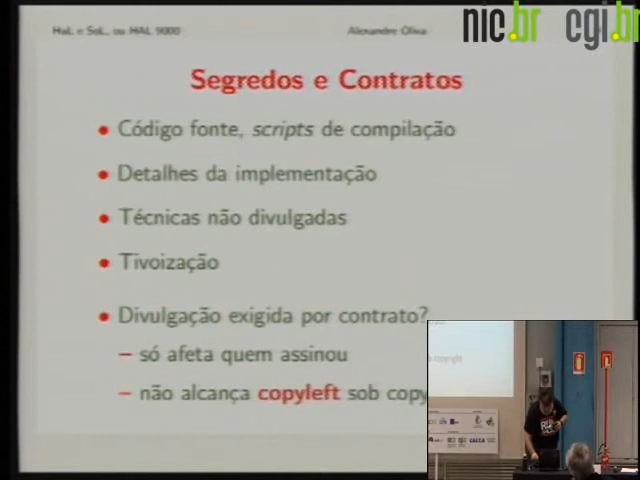 HaL e SoL, ou HAL 9000
Alexandre Oliva
nic.br cgi.br
Segredos e Contratos
• Código fonte, scripts de compilação
• Detalhes da implementação
• Técnicas não divulgadas
• Tivoização
• Divulgação exigida por contrato?
– só afeta quem assinou
– não alcança copyleft sob copy
copyright